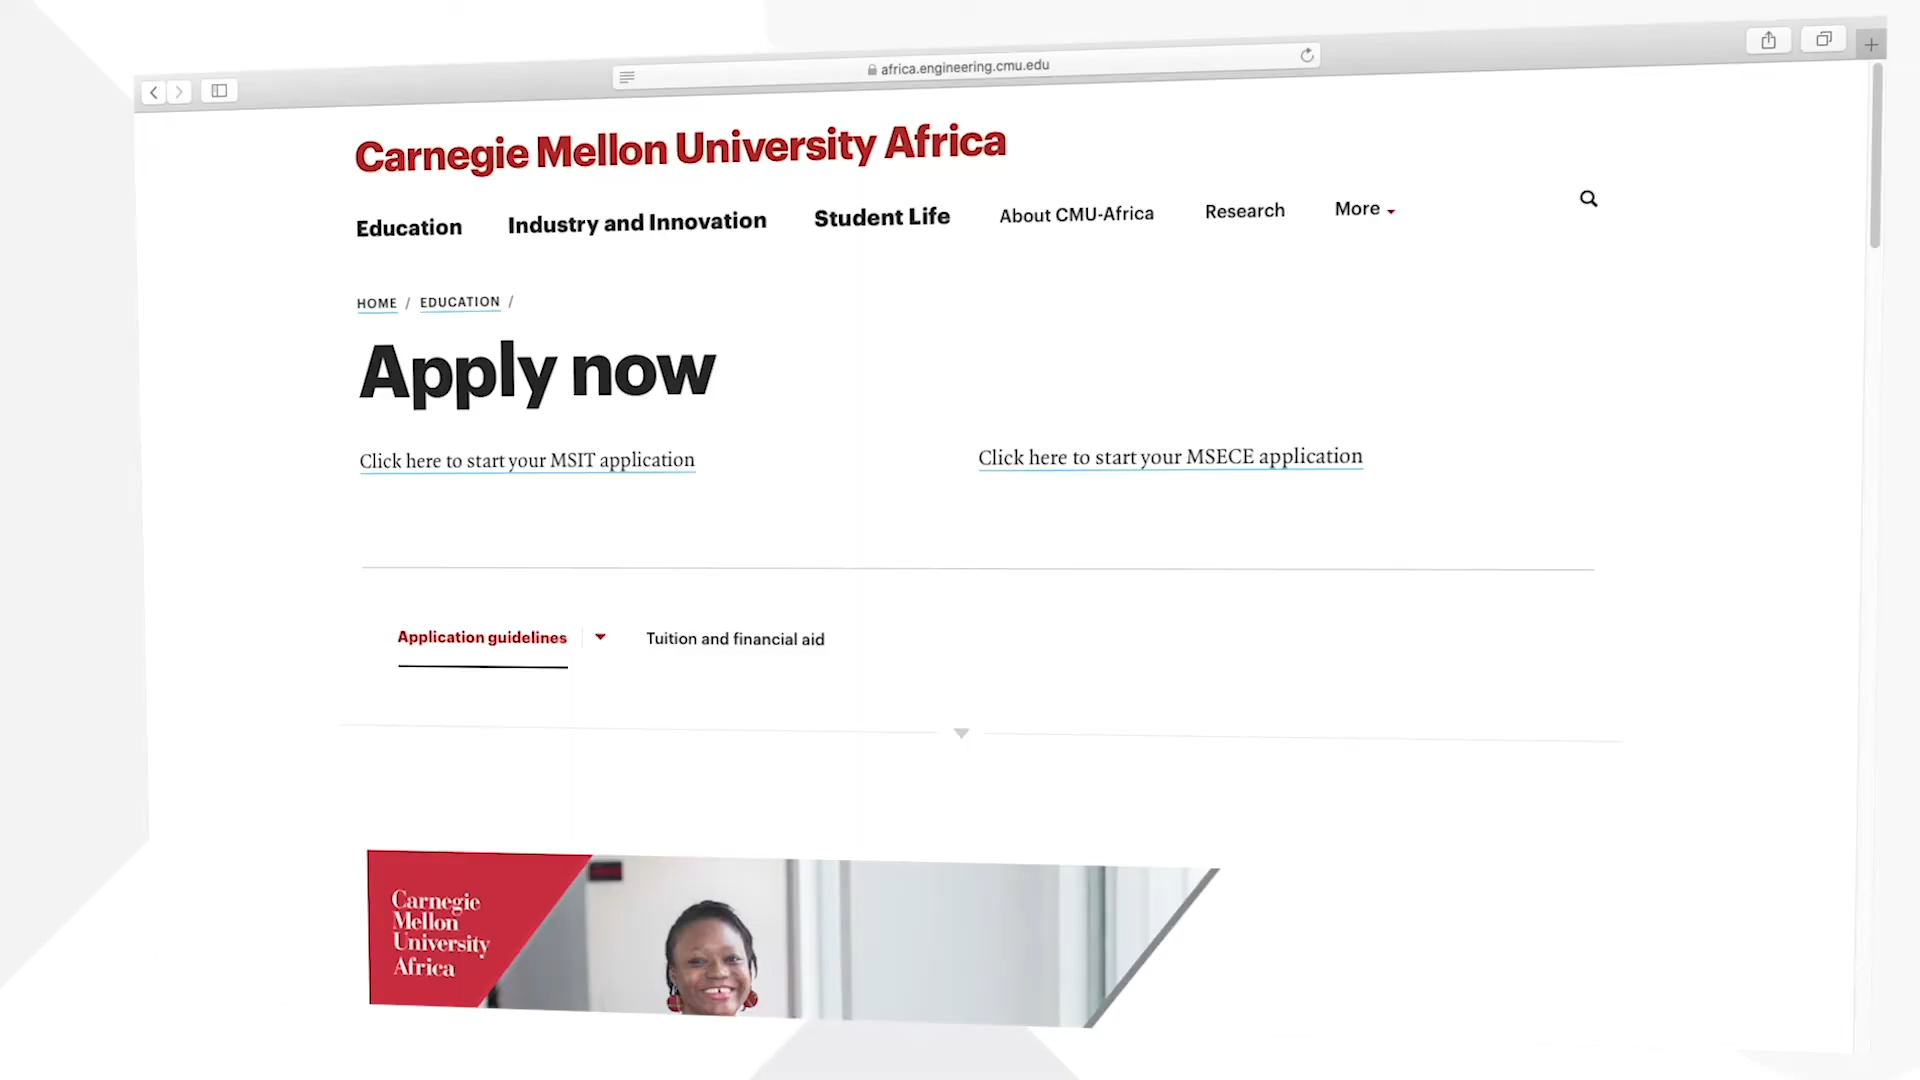 africa.engineering.cmu.edu
Carnegie Mellon University Africa
Education Industry and Innovation Student Life About CMU-Africa Research More
HOME / EDUCATION /
Apply now
Click here to start your MSIT application
Click here to start your MSECE application
Application guidelines
Tuition and financial aid
Carnegie
Mellon
University
Africa